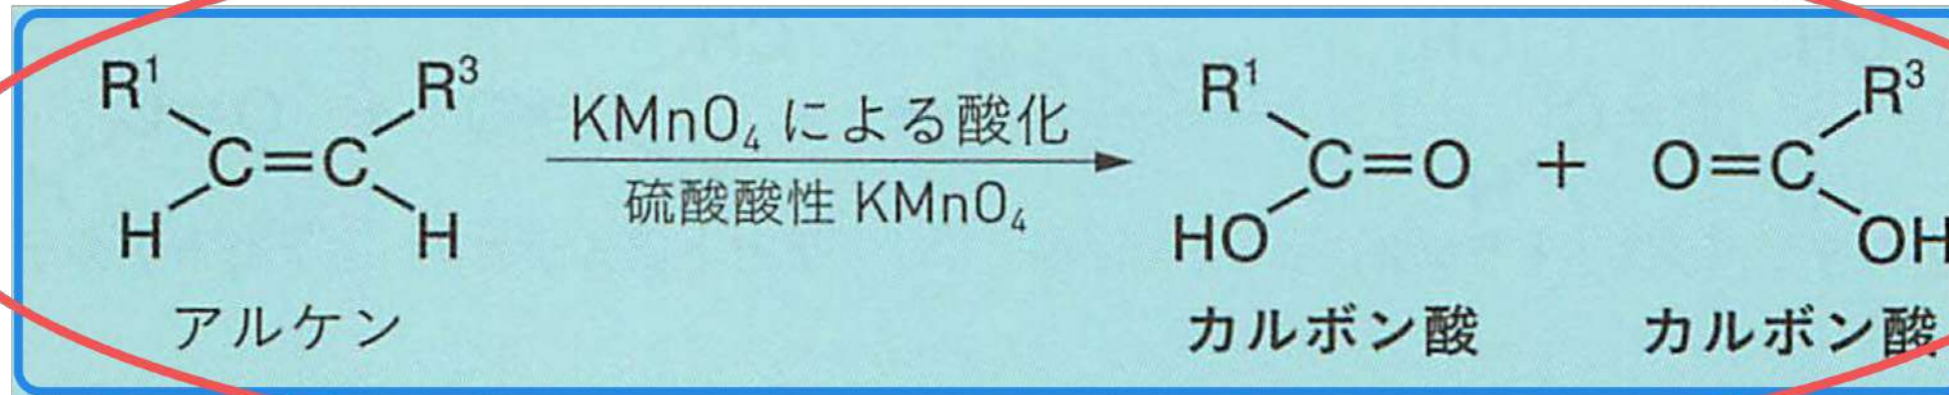 R¹ R³ KMnO₄ による酸化 R¹ R³
C=C 硫酸酸性 KMnO₄ C=O + O=C
H H HO OH
アルケン カルボン酸 カルボン酸